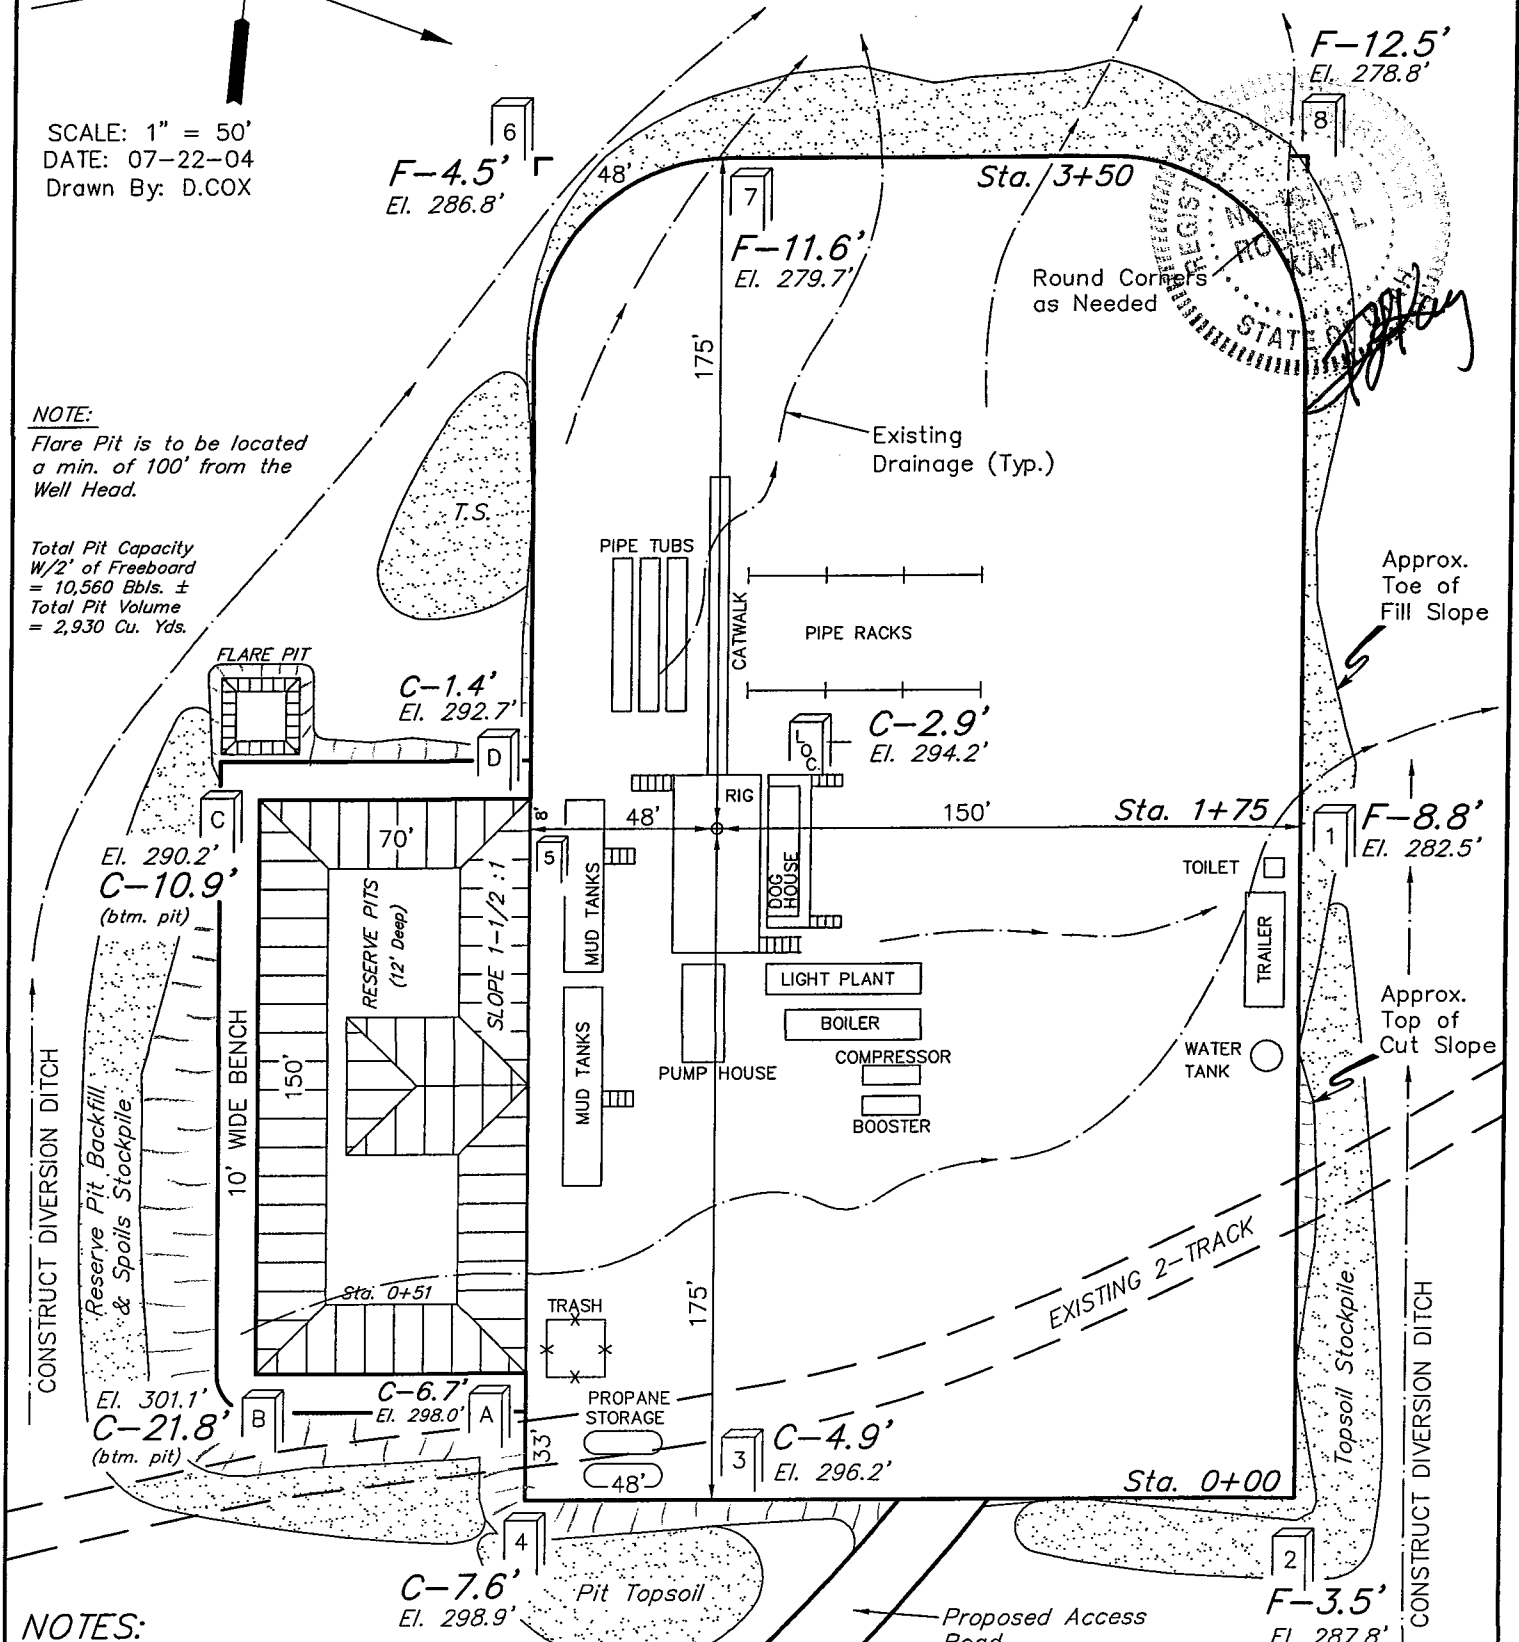 SCALE: 1" = 50'
DATE: 07-22-04
Drawn By: D.COX
6
F-4.5'
El. 286.8'
48'
7
F-11.6'
El. 279.7'
175'
Sta. 3+50
F-12.5'
El. 278.8'
8
REGISTERED LAND
STATE OF UTAH
Round Corners
as Needed
Existing
Drainage (Typ.)
NOTE:
Flare Pit is to be located
a min. of 100' from the
Well Head.
Total Pit Capacity
W/2' of Freeboard
= 10,560 Bbls. ±
Total Pit Volume
= 2,930 Cu. Yds.
T.S.
FLARE PIT
PIPE TUBS
CATWALK
PIPE RACKS
Approx.
Toe of
Fill Slope
C-1.4'
El. 292.7'
D
LOC.
C-2.9'
El. 294.2'
RIG
C
El. 290.2'
C-10.9'
(btm. pit)
70'
8'
48'
150'
Sta. 1+75
1
F-8.8'
El. 282.5'
5
MUD TANKS
DOG
HOUSE
TOILET
TRAILER
RESERVE PITS
(12' Deep)
SLOPE 1-1/2 :1
LIGHT PLANT
BOILER
COMPRESSOR
BOOSTER
PUMP HOUSE
MUD TANKS
WATER
TANK
Approx.
Top of
Cut Slope
CONSTRUCT DIVERSION DITCH
Reserve Pit Backfill
& Spoils Stockpile
10' WIDE BENCH
150'
Sta. 0+51
TRASH
175'
EXISTING 2-TRACK
Topsoil Stockpile
CONSTRUCT DIVERSION DITCH
El. 301.1'
C-21.8'
(btm. pit)
B
C-6.7'
El. 298.0'
A
PROPANE
STORAGE
33'
48'
3
C-4.9'
El. 296.2'
Sta. 0+00
4
C-7.6'
El. 298.9'
Pit Topsoil
2
F-3.5'
El. 287.8'
Proposed Access
Road
NOTES: